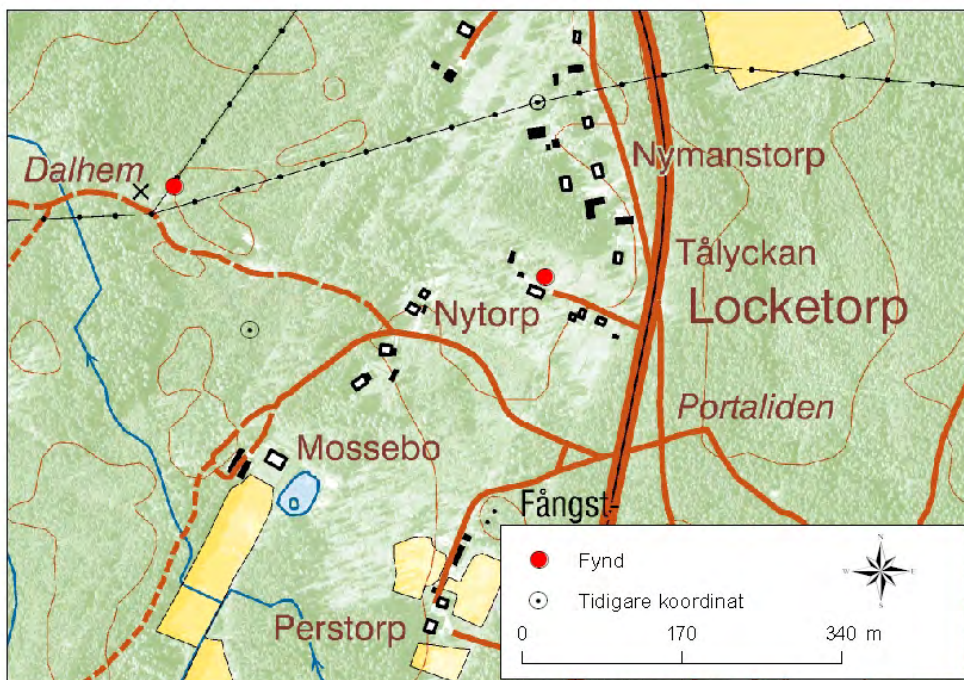 Dalhem
Nymanstorp
Tålyckan
Locketorp
Nytorp
Portaliden
Mossebo
Fångst-
Perstorp
Fynd
Tidigare koordinat
0 170 340 m
N
W E
S